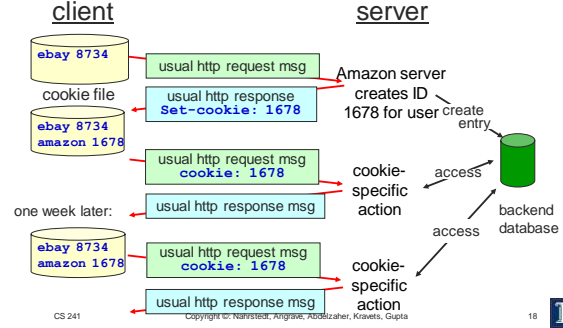 client
server
ebay 8734
usual http request msg
Amazon server
creates ID
1678 for user
cookie file
usual http response
Set-cookie: 1678
create
entry
ebay 8734
amazon 1678
usual http request msg
cookie: 1678
cookie-
specific
action
access
usual http response msg
one week later:
backend
database
access
ebay 8734
amazon 1678
usual http request msg
cookie: 1678
cookie-
specific
action
usual http response msg
CS 241
Copyright ©: Nahrstedt, Angrave, Abdelzaher, Kravets, Gupta
18